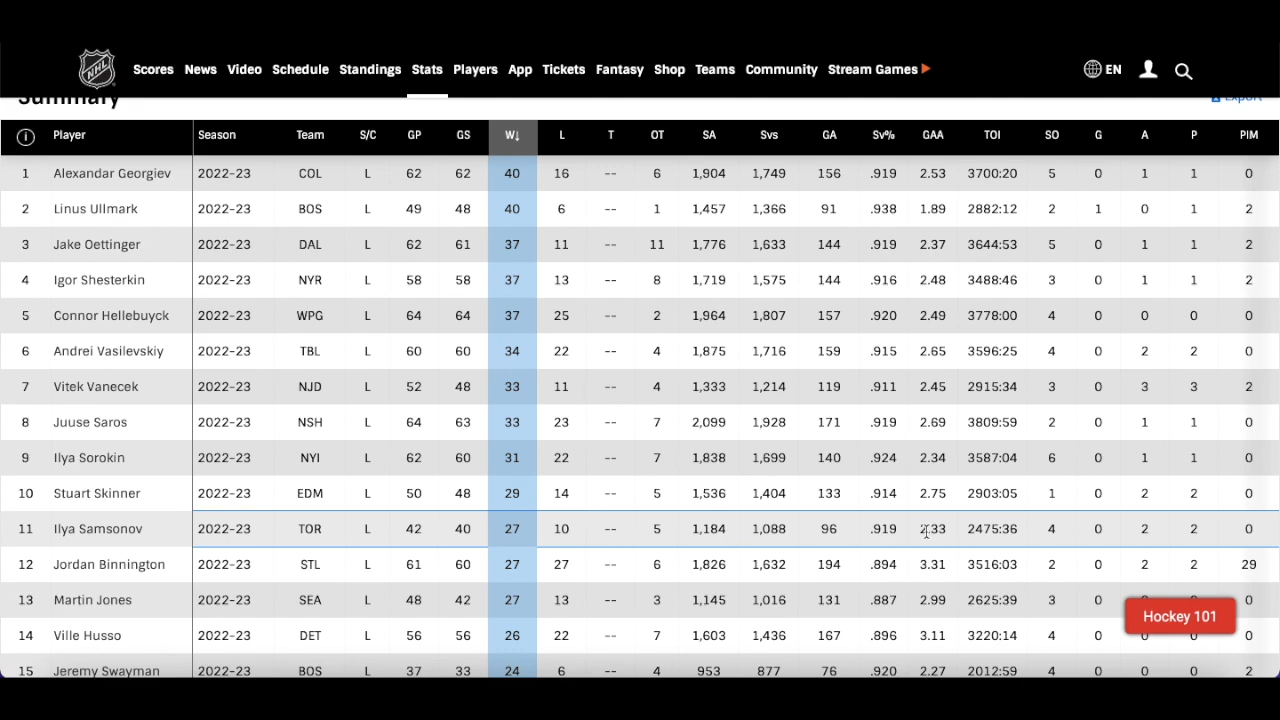 Scores News Video Schedule Standings Stats Players App Tickets Fantasy Shop Teams Community Stream Games EN
Summary Export
Player Season Team S/C GP GS W↓ L T OT SA Svs GA Sv% GAA TOI SO G A P PIM
1 Alexandar Georgiev 2022-23 COL L 62 62 40 16 -- 6 1,904 1,749 156 .919 2.53 3700:20 5 0 1 1 0
2 Linus Ullmark 2022-23 BOS L 49 48 40 6 -- 1 1,457 1,366 91 .938 1.89 2882:12 2 1 0 1 2
3 Jake Oettinger 2022-23 DAL L 62 61 37 11 -- 11 1,776 1,633 144 .919 2.37 3644:53 5 0 1 1 2
4 Igor Shesterkin 2022-23 NYR L 58 58 37 13 -- 8 1,719 1,575 144 .916 2.48 3488:46 3 0 1 1 2
5 Connor Hellebuyck 2022-23 WPG L 64 64 37 25 -- 2 1,964 1,807 157 .920 2.49 3778:00 4 0 0 0 0
6 Andrei Vasilevskiy 2022-23 TBL L 60 60 34 22 -- 4 1,875 1,716 159 .915 2.65 3596:25 4 0 2 2 0
7 Vitek Vanecek 2022-23 NJD L 52 48 33 11 -- 4 1,333 1,214 119 .911 2.45 2915:34 3 0 3 3 2
8 Juuse Saros 2022-23 NSH L 64 63 33 23 -- 7 2,099 1,928 171 .919 2.69 3809:59 2 0 1 1 0
9 Ilya Sorokin 2022-23 NYI L 62 60 31 22 -- 7 1,838 1,699 140 .924 2.34 3587:04 6 0 1 1 0
10 Stuart Skinner 2022-23 EDM L 50 48 29 14 -- 5 1,536 1,404 133 .914 2.75 2903:05 1 0 2 2 0
11 Ilya Samsonov 2022-23 TOR L 42 40 27 10 -- 5 1,184 1,088 96 .919 2.33 2475:36 4 0 2 2 0
12 Jordan Binnington 2022-23 STL L 61 60 27 27 -- 6 1,826 1,632 194 .894 3.31 3516:03 2 0 2 2 29
13 Martin Jones 2022-23 SEA L 48 42 27 13 -- 3 1,145 1,016 131 .887 2.99 2625:39 3 0 0 0 0
Hockey 101
14 Ville Husso 2022-23 DET L 56 56 26 22 -- 7 1,603 1,436 167 .896 3.11 3220:14 4 0 0 0 0
15 Jeremy Swayman 2022-23 BOS L 37 33 24 6 -- 4 953 877 76 .920 2.27 2012:59 4 0 0 0 2